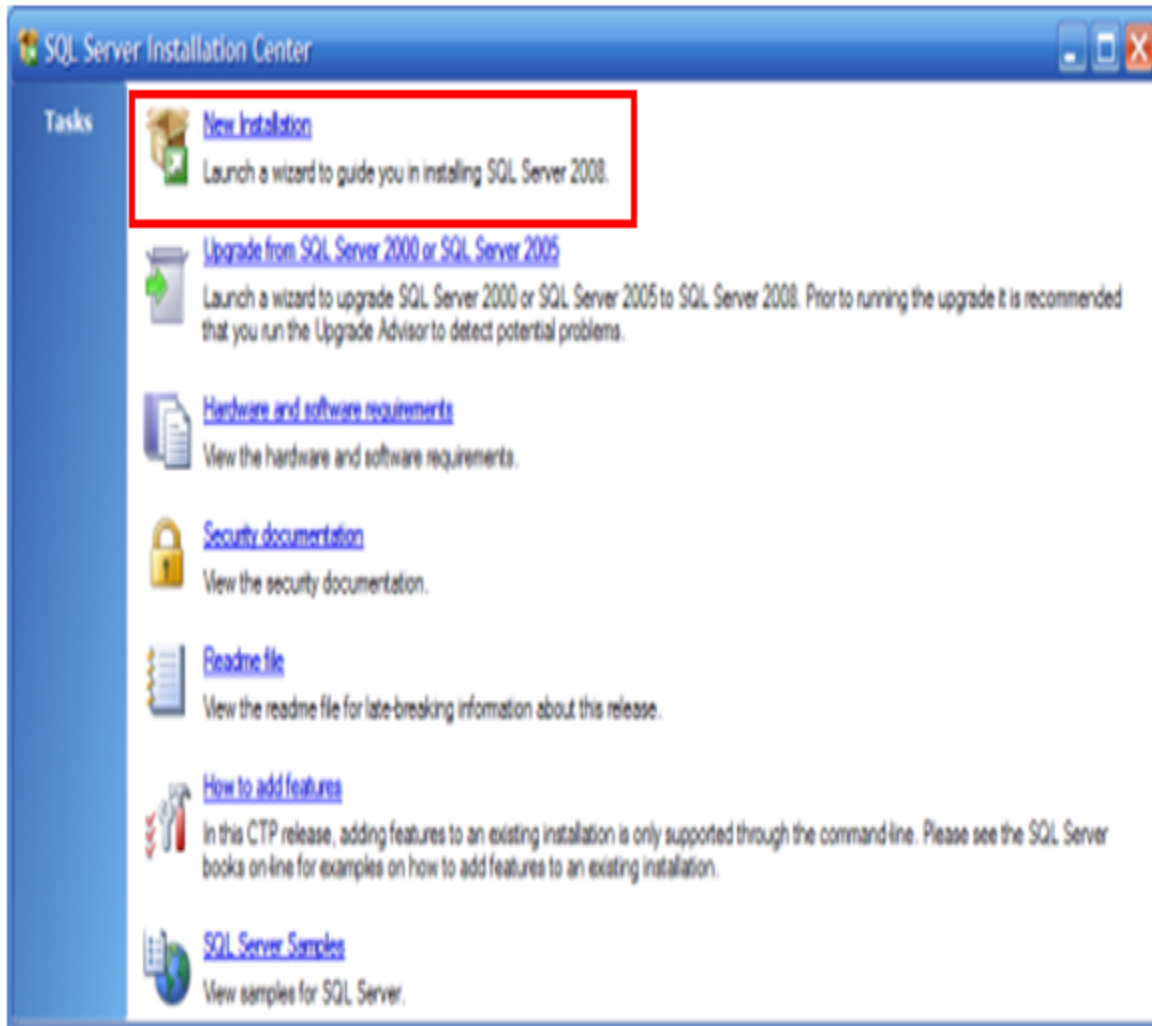 SQL Server Installation Center
Tasks
New Installation
Launch a wizard to guide you in installing SQL Server 2008.
Upgrade from SQL Server 2000 or SQL Server 2005
Launch a wizard to upgrade SQL Server 2000 or SQL Server 2005 to SQL Server 2008. Prior to running the upgrade it is recommended
that you run the Upgrade Advisor to detect potential problems.
Hardware and software requirements
View the hardware and software requirements.
Security documentation
View the security documentation.
Readme file
View the readme file for late-breaking information about this release.
How to add features
In this CTP release, adding features to an existing installation is only supported through the command-line. Please see the SQL Server
books on-line for examples on how to add features to an existing installation.
SQL Server Samples
View samples for SQL Server.